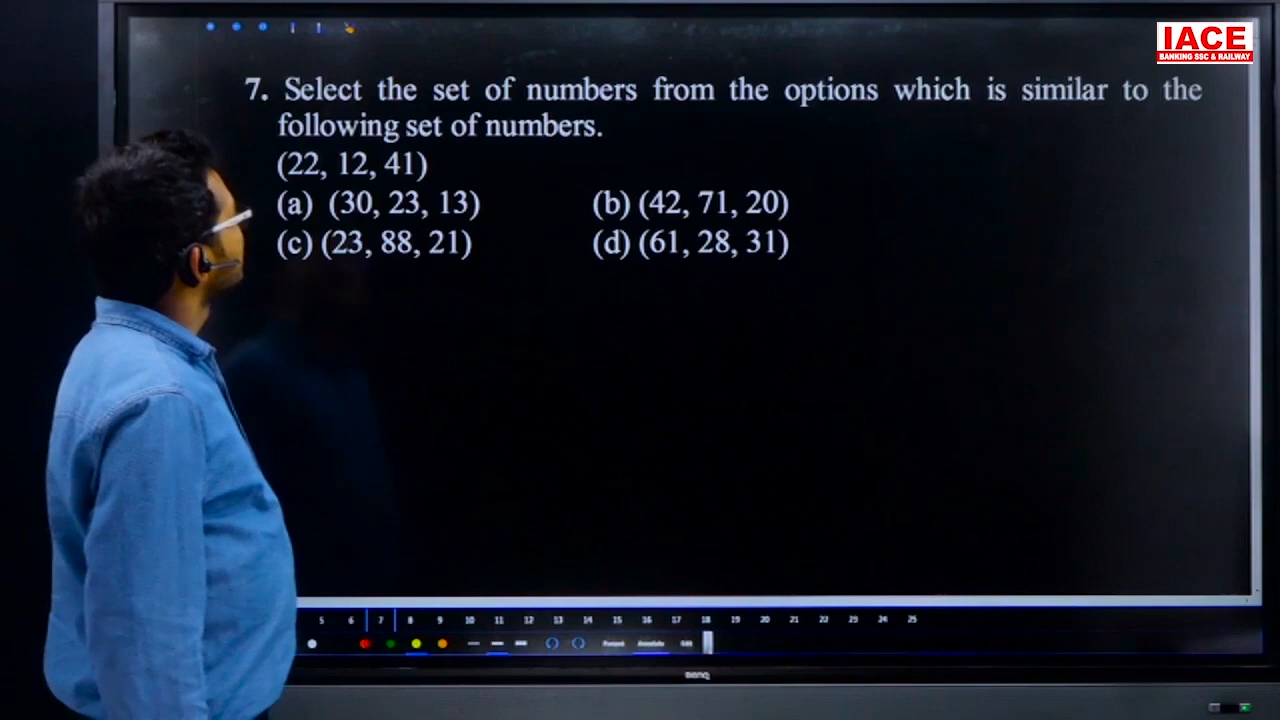 IACE
BANKING SSC & RAILWAY
7. Select the set of numbers from the options which is similar to the
following set of numbers.
(22, 12, 41)
(a) (30, 23, 13) (b) (42, 71, 20)
(c) (23, 88, 21) (d) (61, 28, 31)
5 6 7 8 9 10 11 12 13 14 15 16 17 18 19 20 21 22 23 24 25
Present Annotate Edit
BenQ